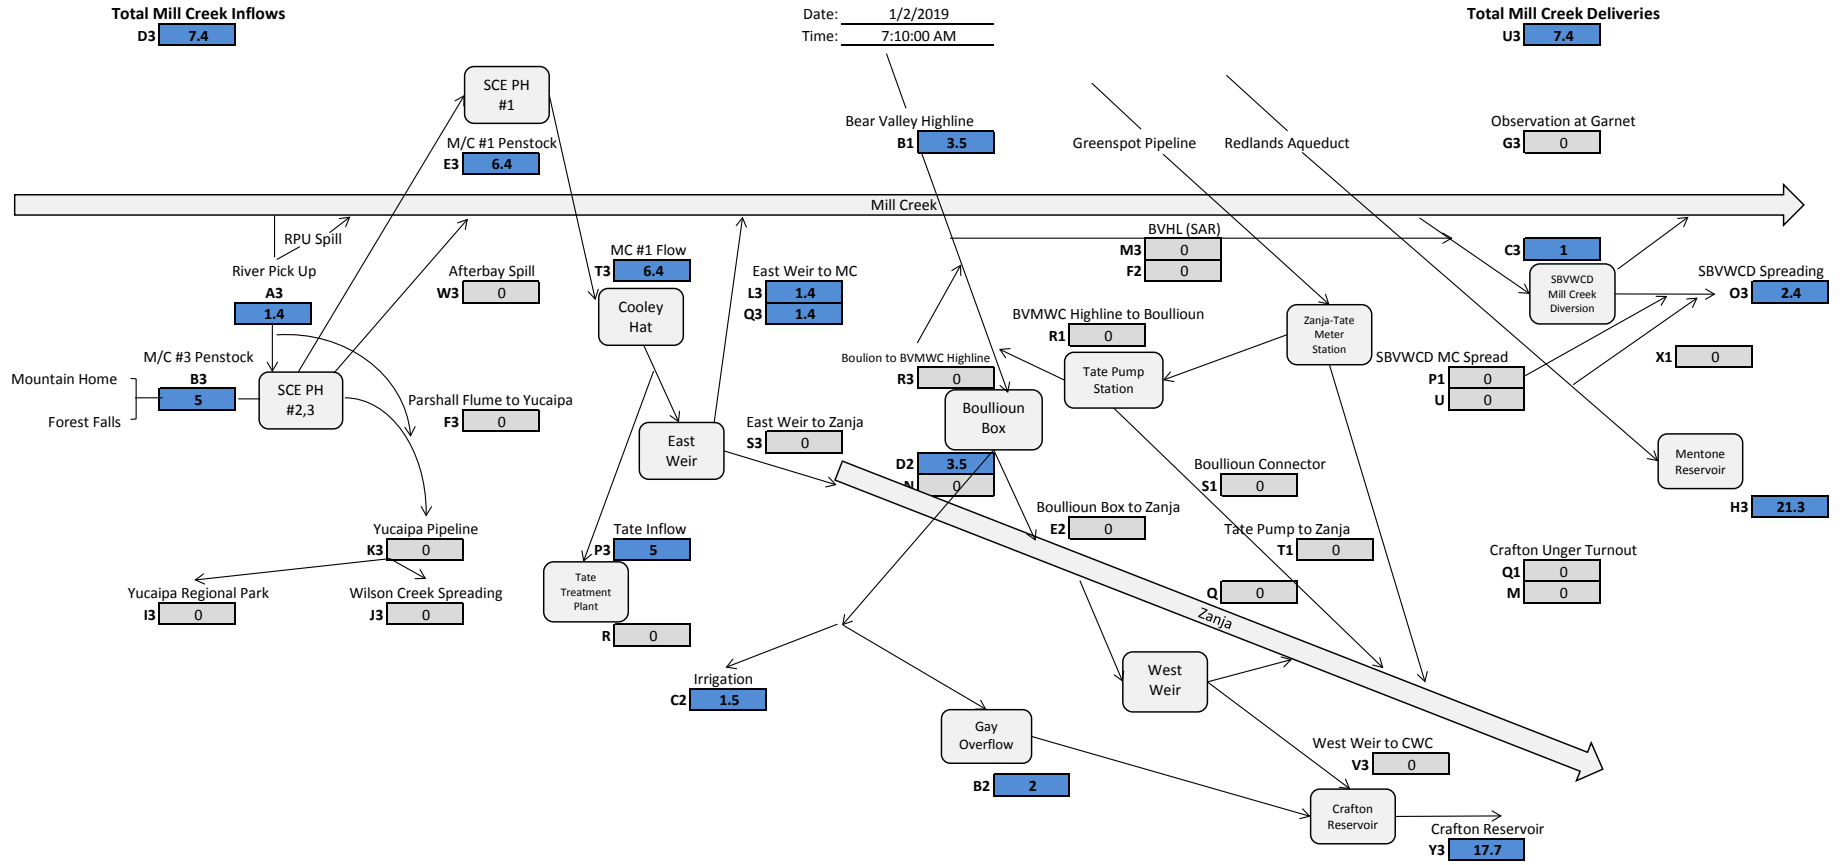 Total Mill Creek Inflows
D3 7.4
Date: 1/2/2019
Time: 7:10:00 AM
Total Mill Creek Deliveries
U3 7.4
SCE PH
#1
M/C #1 Penstock
E3 6.4
Bear Valley Highline
B1 3.5
Greenspot Pipeline
Redlands Aqueduct
Observation at Garnet
G3 0
Mill Creek
RPU Spill
River Pick Up
A3
1.4
Afterbay Spill
W3 0
MC #1 Flow
T3 6.4
Cooley
Hat
East Weir to MC
L3 1.4
Q3 1.4
BVHL (SAR)
M3 0
F2 0
C3 1
SBVWCD
Mill Creek
Diversion
SBVWCD Spreading
O3 2.4
BVMWC Highline to Boullioun
R1 0
Zanja-Tate
Meter
Station
M/C #3 Penstock
B3
5
Mountain Home
Forest Falls
SCE PH
#2,3
Parshall Flume to Yucaipa
F3 0
Boulion to BVMWC Highline
R3 0
Tate Pump
Station
SBVWCD MC Spread
P1 0
U 0
X1 0
Boullioun
Box
East
Weir
East Weir to Zanja
S3 0
D2 3.5
N 0
Boullioun Connector
S1 0
Mentone
Reservoir
H3 21.3
Yucaipa Pipeline
K3 0
Tate Inflow
P3 5
Boullioun Box to Zanja
E2 0
Tate Pump to Zanja
T1 0
Crafton Unger Turnout
Q1 0
M 0
Yucaipa Regional Park
I3 0
Wilson Creek Spreading
J3 0
Tate
Treatment
Plant
R 0
Q 0
Zanja
Irrigation
C2 1.5
West
Weir
Gay
Overflow
B2 2
West Weir to CWC
V3 0
Crafton
Reservoir
Crafton Reservoir
Y3 17.7